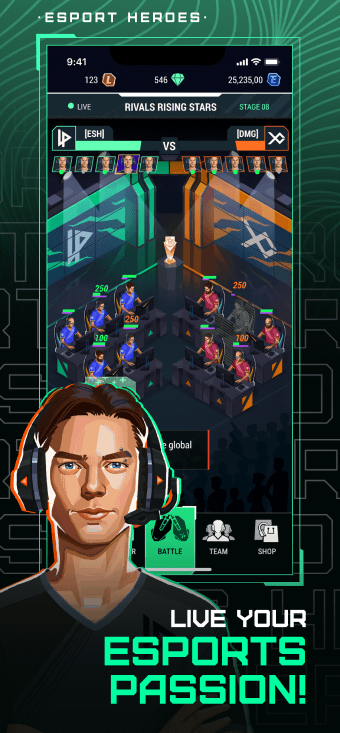 ·ESPORT HEROES·
9:41
123 546 25,235,00
LIVE RIVALS RISING STARS STAGE 08
[ESH] VS [DMG]
250 250
250
100 100
global
BATTLE TEAM SHOP
LIVE YOUR
ESPORTS
PASSION!